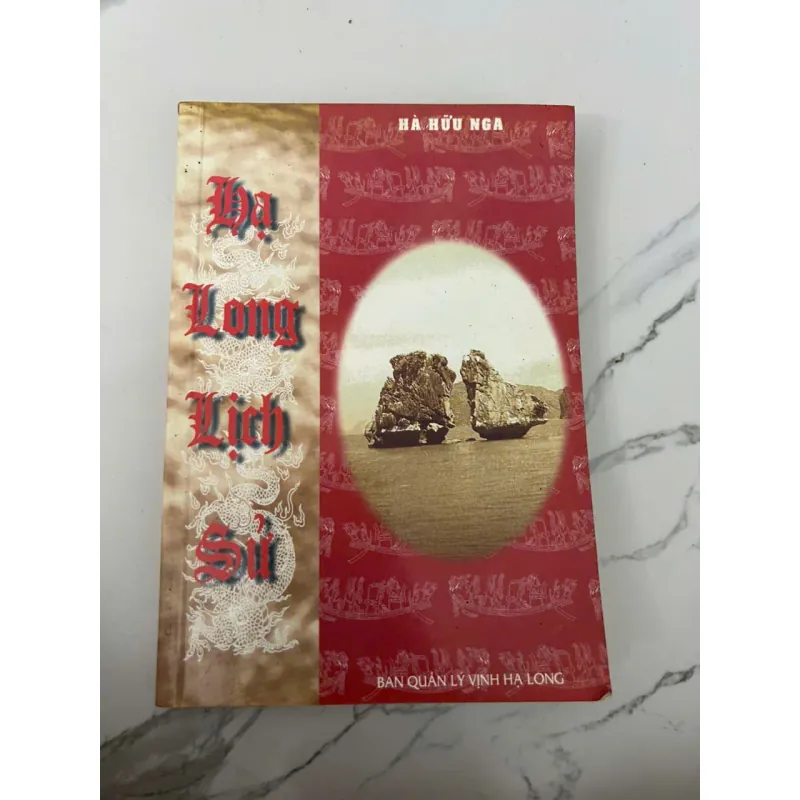 HÀ HỮU NGA
Hạ
Long
Lịch
Sử
BAN QUẢN LÝ VỊNH HẠ LONG